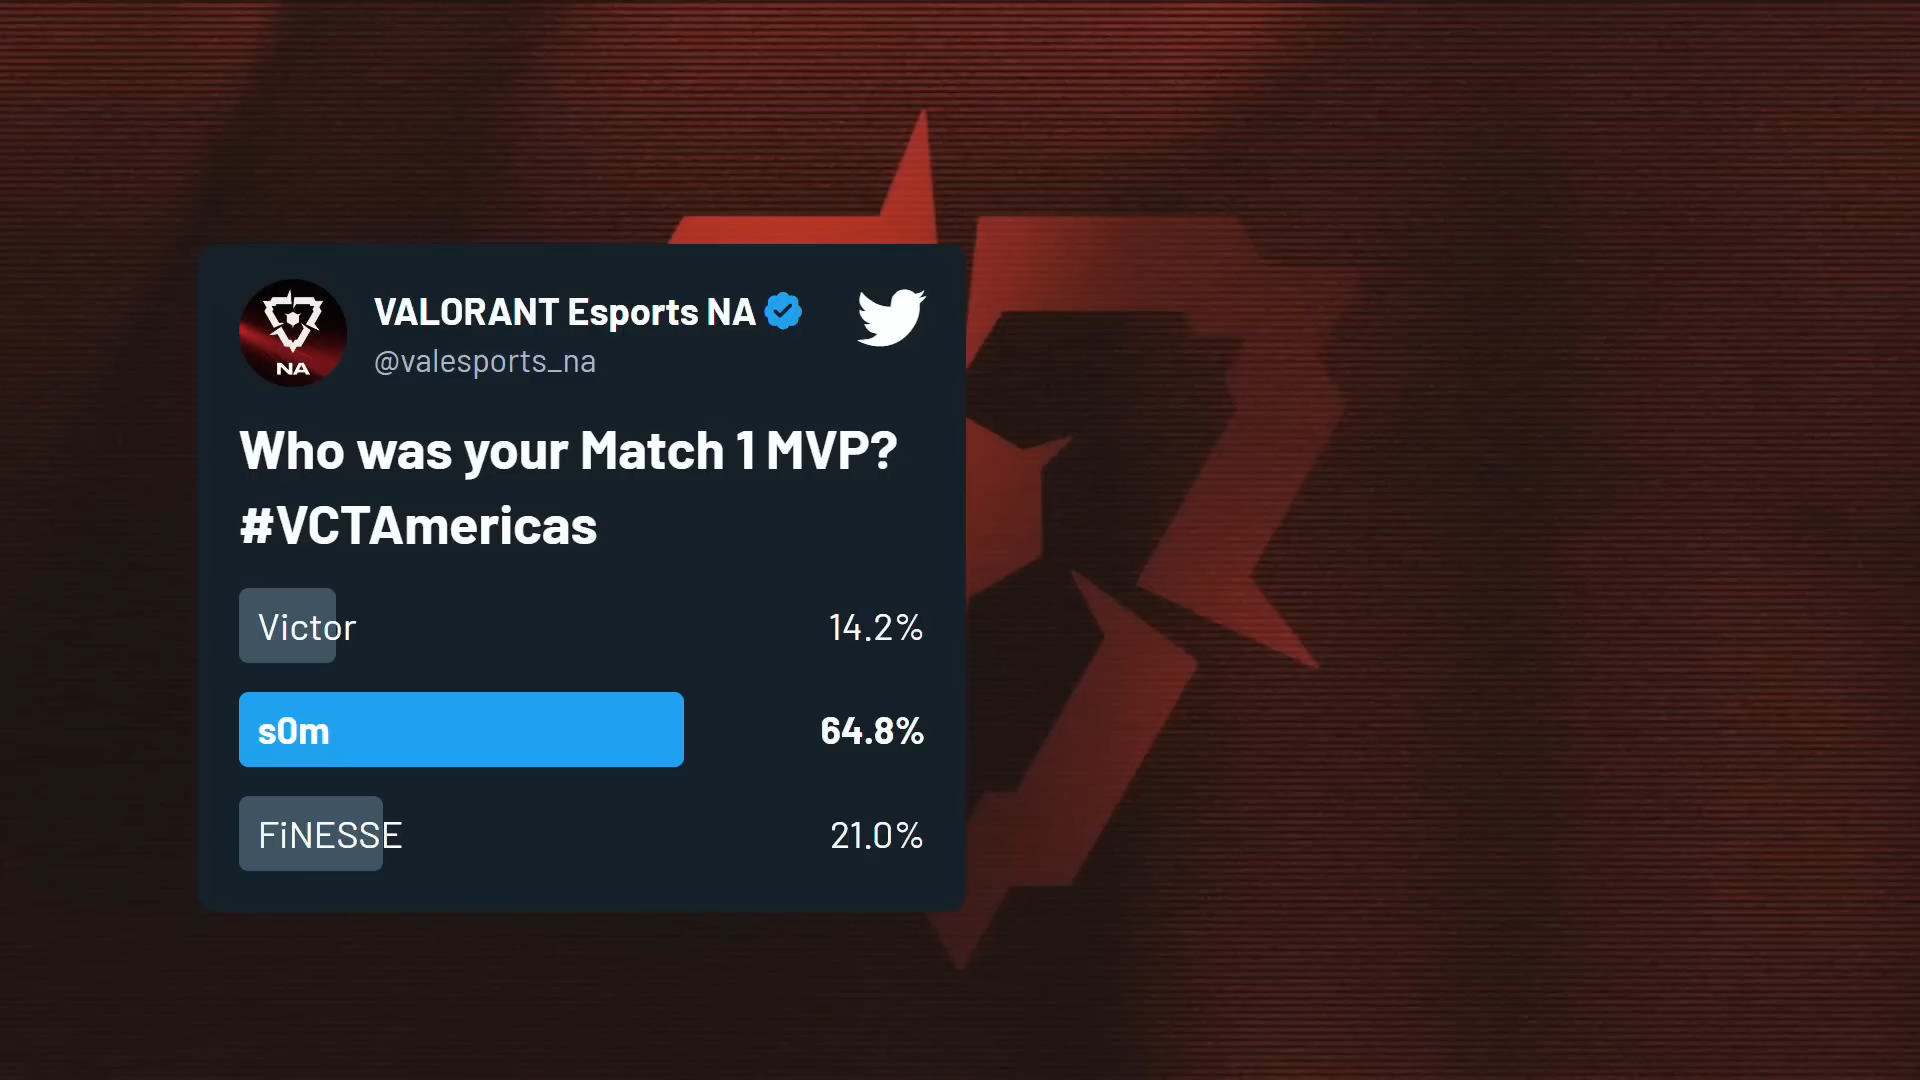 VALORANT Esports NA
@valesports_na
NA
Who was your Match 1 MVP?
#VCTAmericas
Victor 14.2%
s0m 64.8%
FiNESSE 21.0%